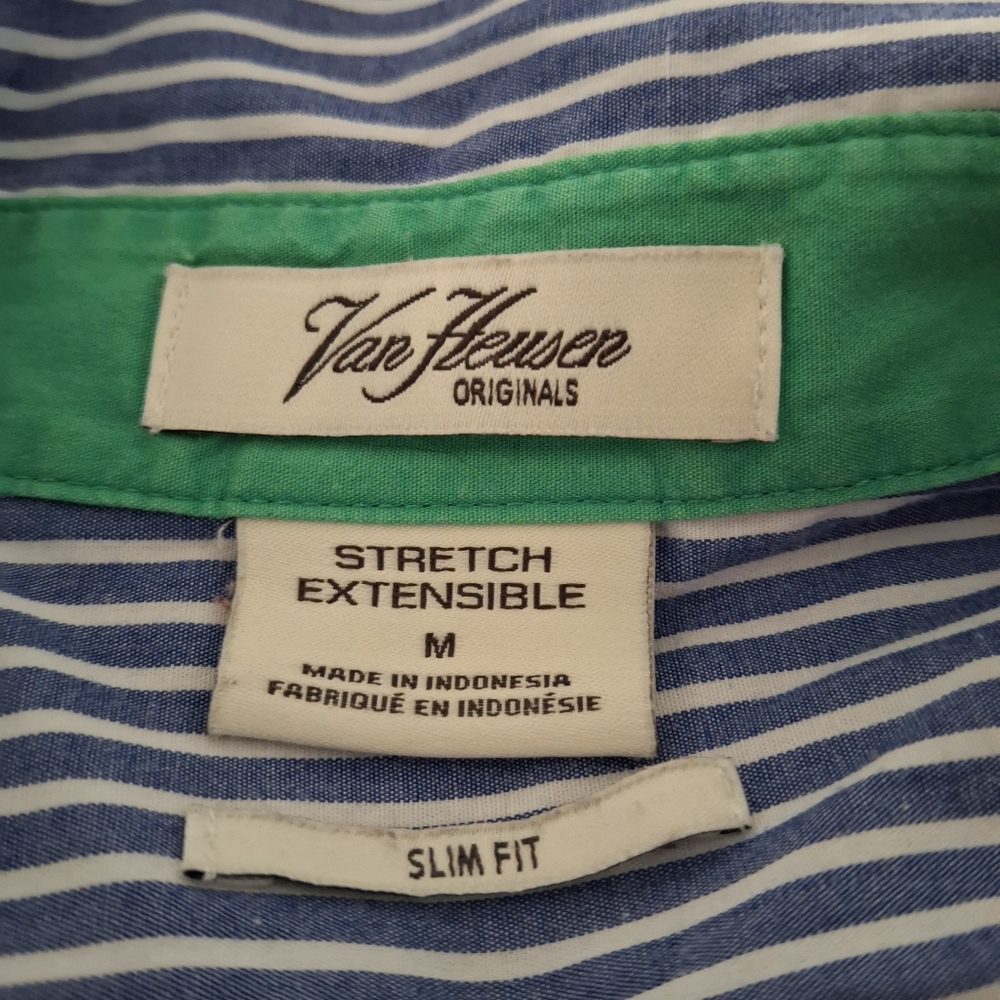 Van Heusen
ORIGINALS
STRETCH
EXTENSIBLE
M
MADE IN INDONESIA
FABRIQUÉ EN INDONÉSIE
SLIM FIT